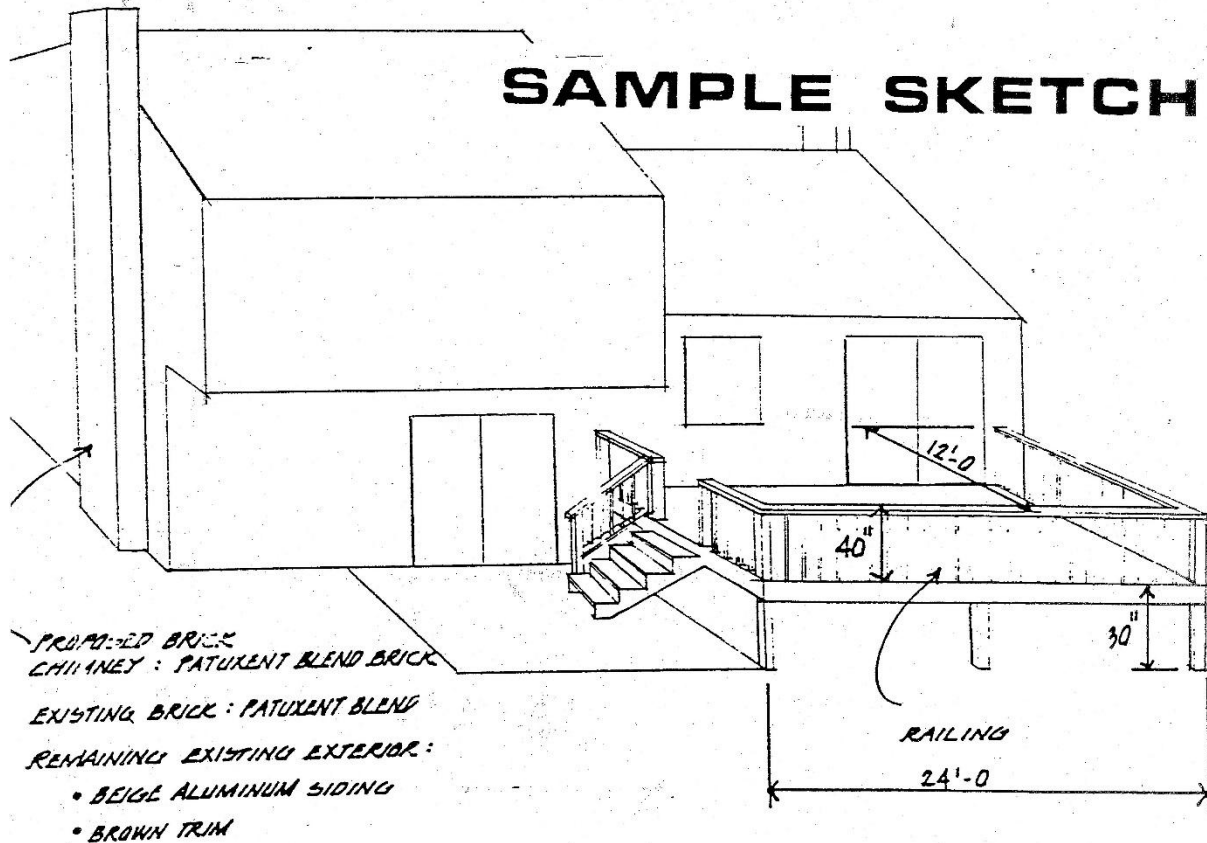 SAMPLE SKETCH
12'-0
40"
30"
PROPOSED BRICK
CHIMNEY : PATUXENT BLEND BRICK
EXISTING BRICK : PATUXENT BLEND
REMAINING EXISTING EXTERIOR :
• BEIGE ALUMINUM SIDING
• BROWN TRIM
RAILING
24'-0